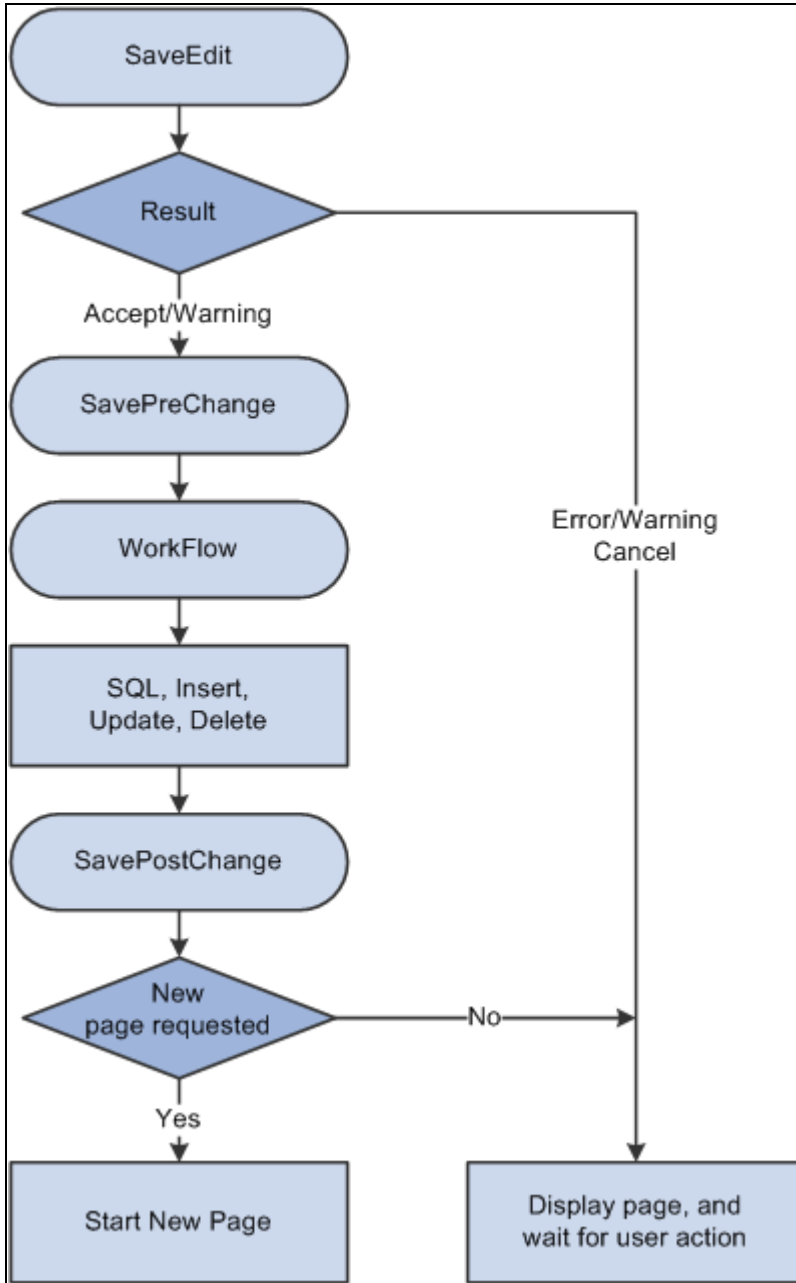 SaveEdit
Result
Accept/Warning
SavePreChange
WorkFlow
Error/Warning
Cancel
SQL, Insert,
Update, Delete
SavePostChange
New
page requested
No
Yes
Start New Page
Display page, and
wait for user action